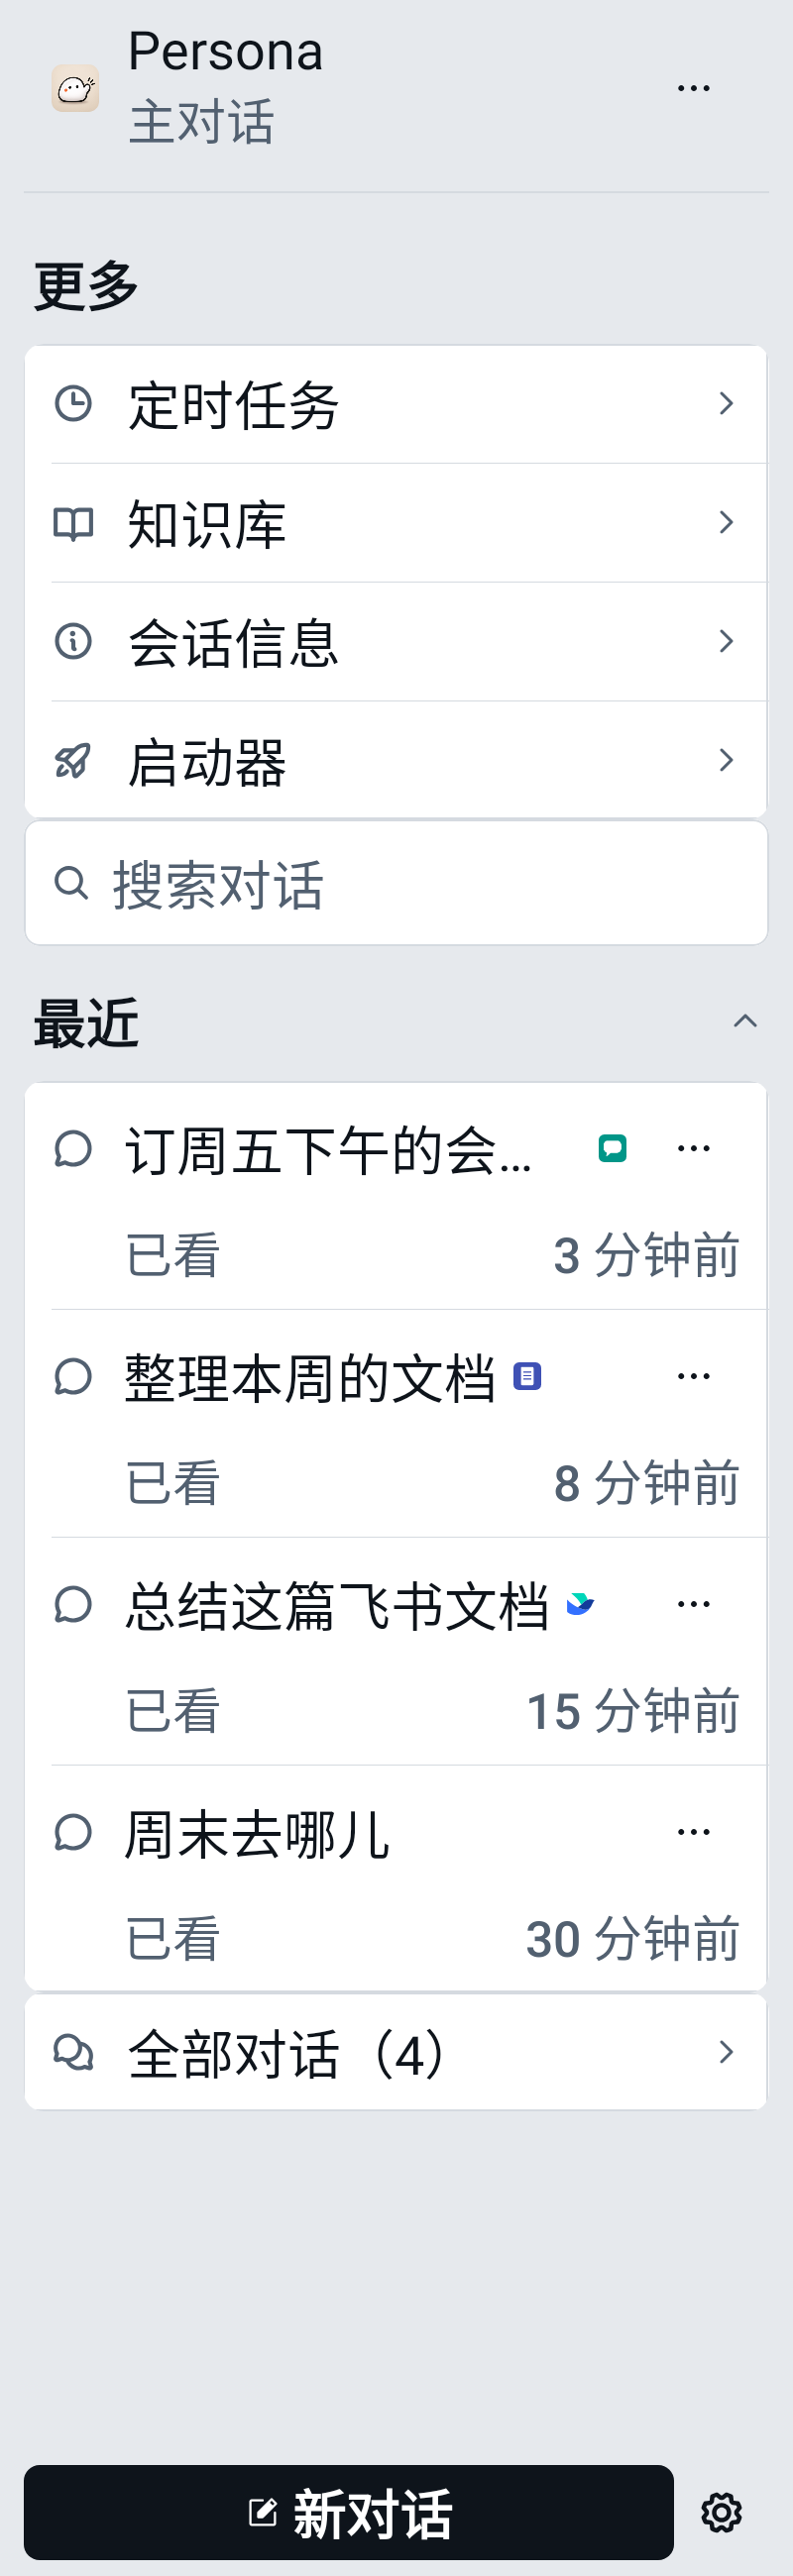 Persona
主对话
更多
定时任务
知识库
会话信息
启动器
搜索对话
最近
订周五下午的会…
已看 3 分钟前
整理本周的文档
已看 8 分钟前
总结这篇飞书文档
已看 15 分钟前
周末去哪儿
已看 30 分钟前
全部对话（4）
新对话